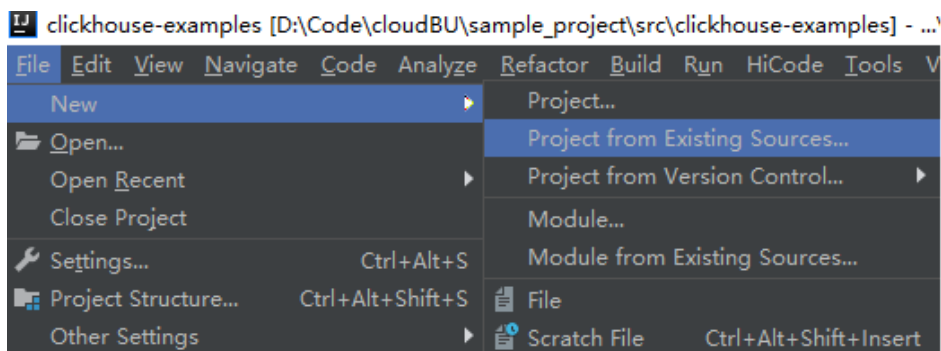 IJ clickhouse-examples [D:\Code\cloudBU\sample_project\src\clickhouse-examples] - ...\
File Edit View Navigate Code Analyze Refactor Build Run HiCode Tools V
New
Open...
Open Recent
Close Project
Settings... Ctrl+Alt+S
Project Structure... Ctrl+Alt+Shift+S
Other Settings
Project...
Project from Existing Sources...
Project from Version Control...
Module...
Module from Existing Sources...
File
Scratch File Ctrl+Alt+Shift+Insert